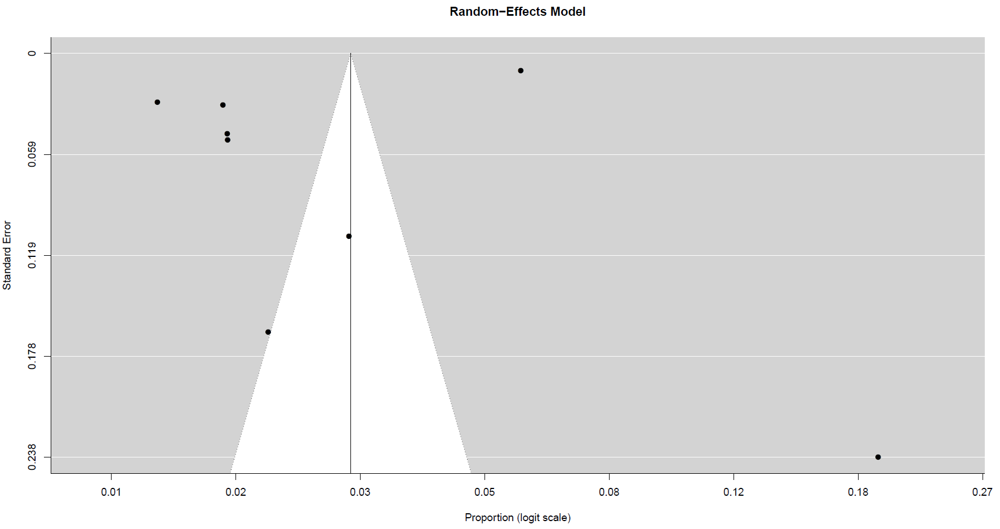 Random−Effects Model
Standard Error
0
0.059
0.119
0.178
0.238
0.01 0.02 0.03 0.05 0.08 0.12 0.18 0.27
Proportion (logit scale)